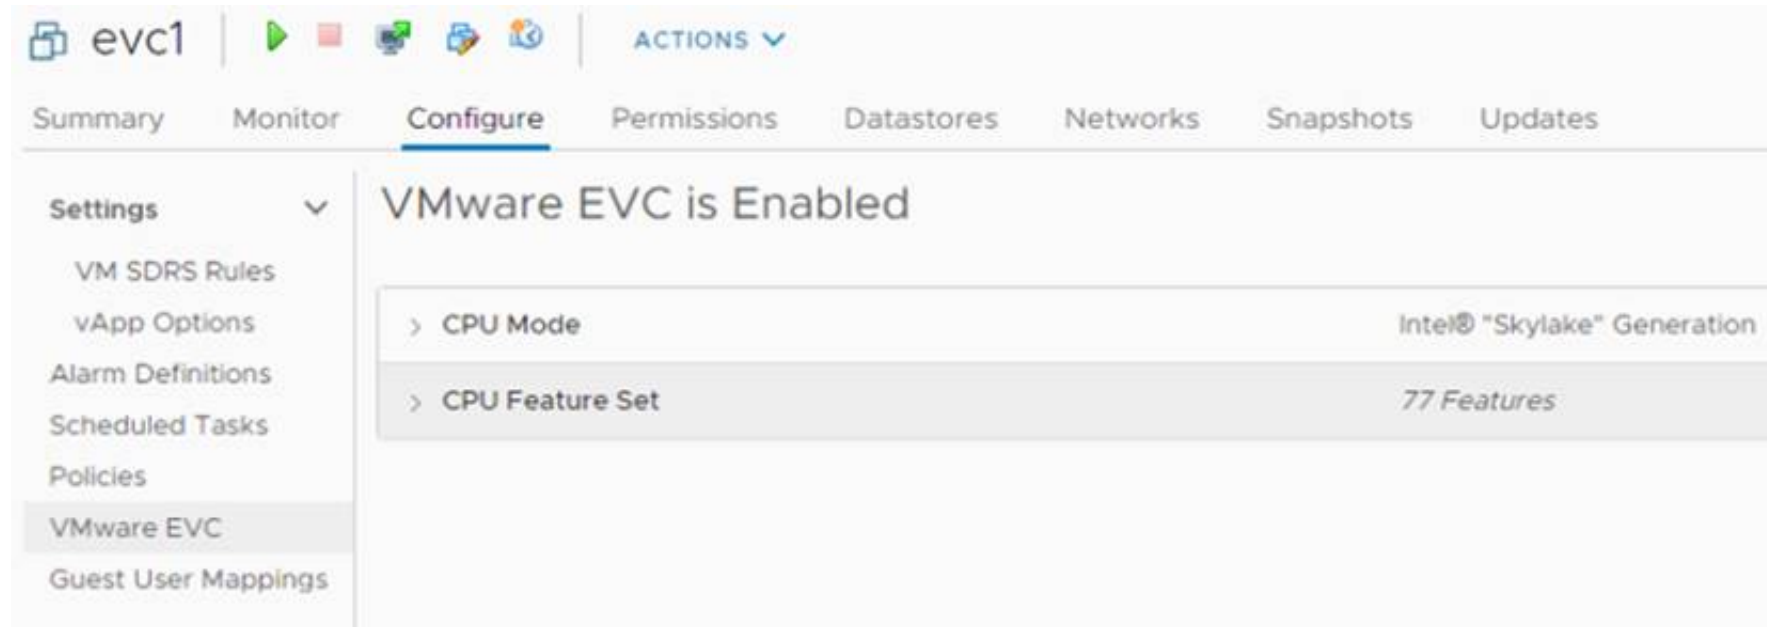 evc1 ACTIONS
Summary Monitor Configure Permissions Datastores Networks Snapshots Updates
Settings
VM SDRS Rules
vApp Options
Alarm Definitions
Scheduled Tasks
Policies
VMware EVC
Guest User Mappings
VMware EVC is Enabled
CPU Mode Intel® "Skylake" Generation
CPU Feature Set 77 Features